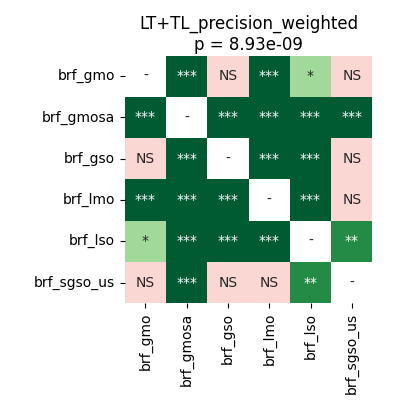 LT+TL_precision_weighted
p = 8.93e-09
brf_gmo - *** NS *** * NS
brf_gmosa *** - *** *** *** ***
brf_gso NS *** - *** *** NS
brf_lmo *** *** *** - *** NS
brf_lso * *** *** *** - **
brf_sgso_us NS *** NS NS ** -
brf_gmo brf_gmosa brf_gso brf_lmo brf_lso brf_sgso_us